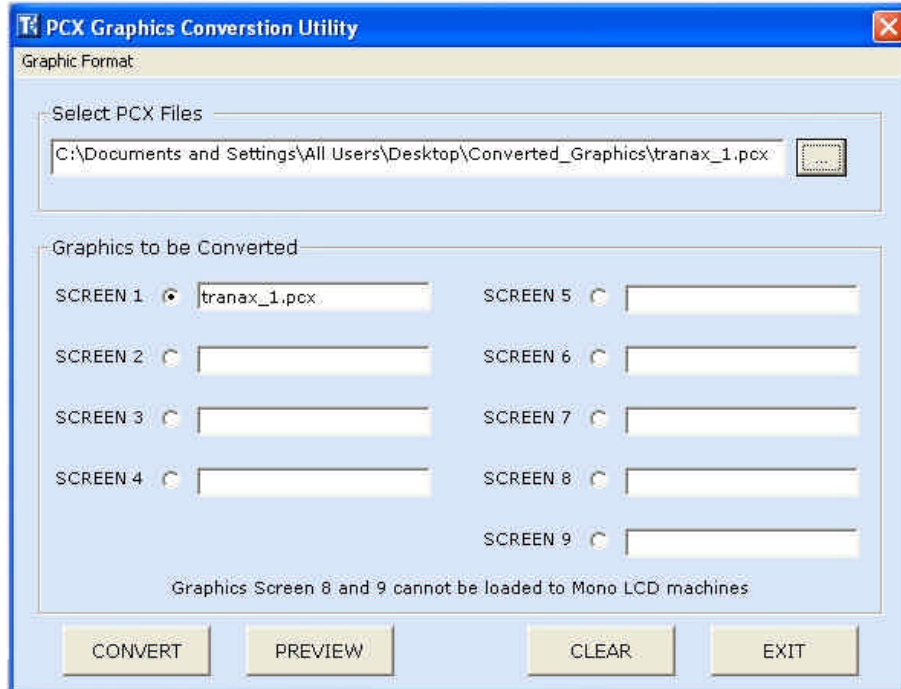 PCX Graphics Converstion Utility
Graphic Format
Select PCX Files
C:\Documents and Settings\All Users\Desktop\Converted_Graphics\tranax_1.pcx
...
Graphics to be Converted
SCREEN 1 tranax_1.pcx SCREEN 5
SCREEN 2 SCREEN 6
SCREEN 3 SCREEN 7
SCREEN 4 SCREEN 8
SCREEN 9
Graphics Screen 8 and 9 cannot be loaded to Mono LCD machines
CONVERT PREVIEW CLEAR EXIT